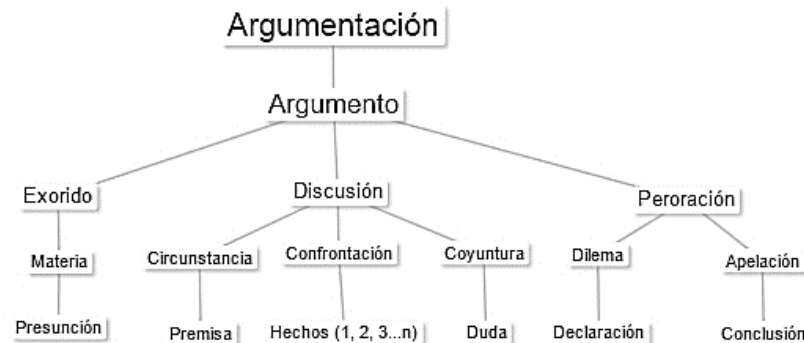 Argumentación
Argumento
Exorido
Discusión
Peroración
Materia
Circunstancia
Confrontación
Coyuntura
Dilema
Apelación
Presunción
Premisa
Hechos (1, 2, 3...n)
Duda
Declaración
Conclusión